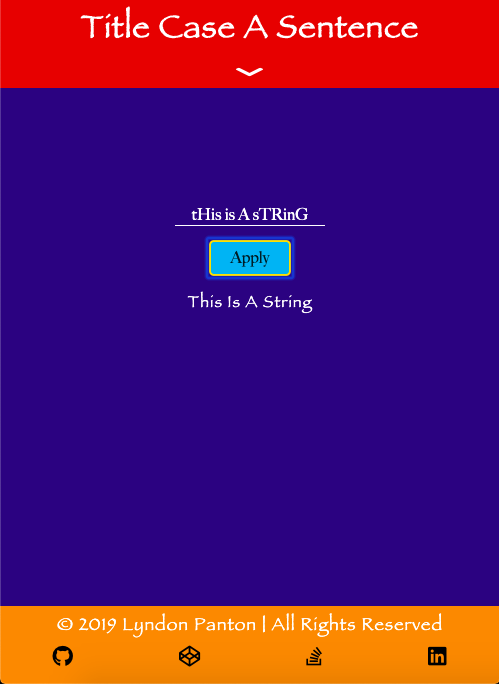 Title Case A Sentence
tHis is A sTRinG
Apply
This Is A String
© 2019 Lyndon Panton | All Rights Reserved